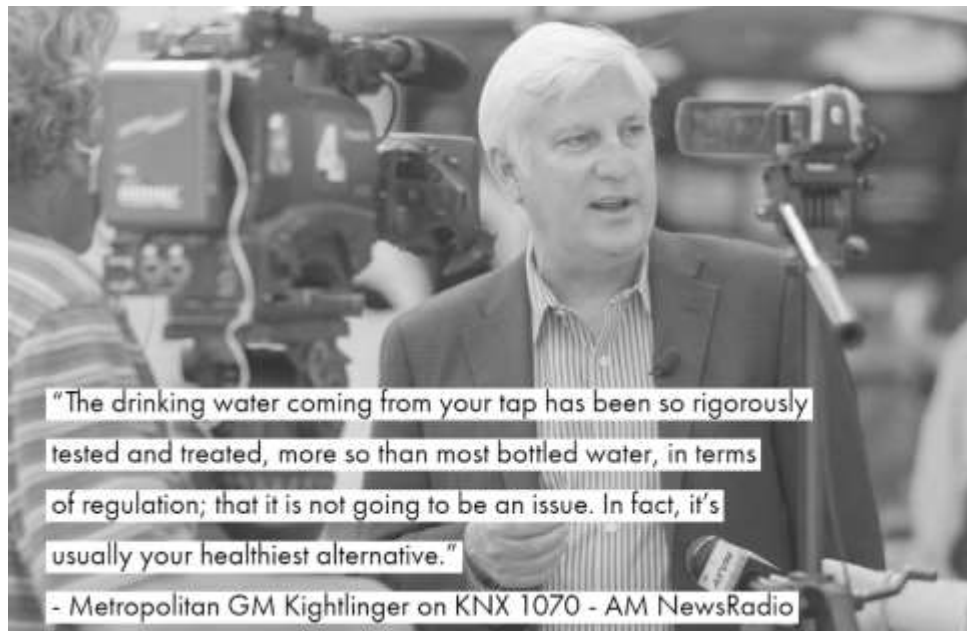 4
"The drinking water coming from your tap has been so rigorously
tested and treated, more so than most bottled water, in terms
of regulation; that it is not going to be an issue. In fact, it's
usually your healthiest alternative."
- Metropolitan GM Kightlinger on KNX 1070 - AM NewsRadio